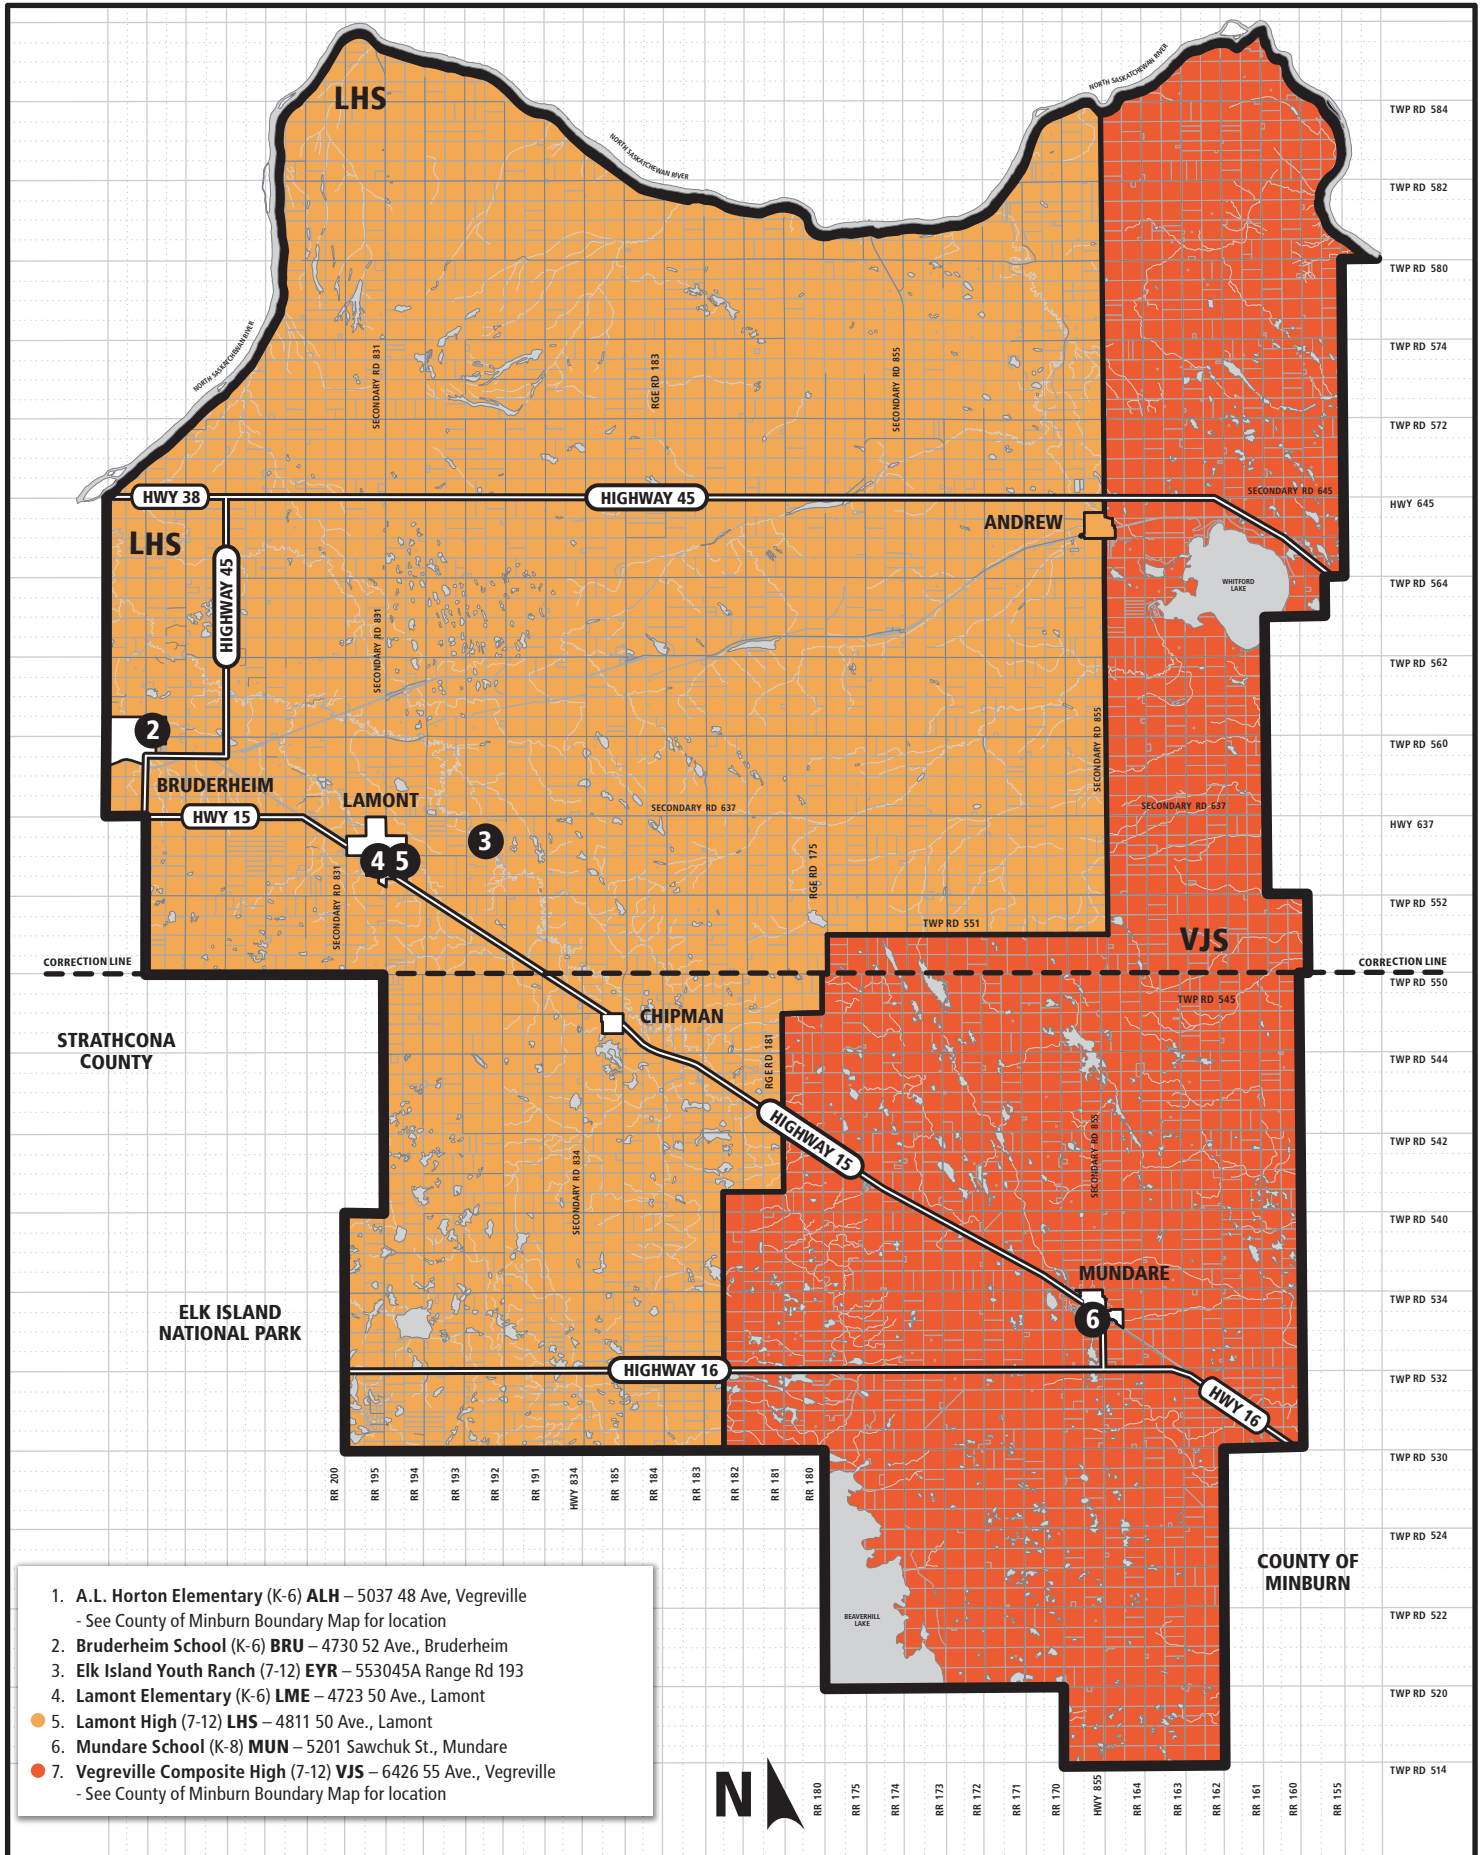 NORTH SASKATCHEWAN RIVER
LHS
TWP RD 584
NORTH SASKATCHEWAN RIVER
TWP RD 582
TWP RD 580
NORTH SASKATCHEWAN RIVER
SECONDARY RD 831
RGE RD 183
SECONDARY RD 855
TWP RD 574
TWP RD 572
HWY 38
HIGHWAY 45
SECONDARY RD 645
HWY 645
ANDREW
LHS
HIGHWAY 45
WHITFORD
LAKE
TWP RD 564
SECONDARY RD 831
TWP RD 562
2
SECONDARY RD 855
TWP RD 560
BRUDERHEIM
LAMONT
SECONDARY RD 637
SECONDARY RD 637
HWY 15
HWY 637
3
4
5
RGE RD 175
SECONDARY RD 831
TWP RD 552
TWP RD 551
VJS
CORRECTION LINE
CORRECTION LINE
TWP RD 550
TWP RD 545
CHIPMAN
STRATHCONA
COUNTY
RGE RD 181
TWP RD 544
HIGHWAY 15
TWP RD 542
SECONDARY RD 834
SECONDARY RD 855
TWP RD 540
MUNDARE
TWP RD 534
ELK ISLAND
NATIONAL PARK
6
HIGHWAY 16
TWP RD 532
HWY 16
TWP RD 530
RR 200
RR 195
RR 194
RR 193
RR 192
RR 191
HWY 834
RR 185
RR 184
RR 183
RR 182
RR 181
RR 180
TWP RD 524
COUNTY OF
MINBURN
BEAVERHILL
LAKE
TWP RD 522
TWP RD 520
TWP RD 514
1. A.L. Horton Elementary (K-6) ALH – 5037 48 Ave, Vegreville
- See County of Minburn Boundary Map for location
2. Bruderheim School (K-6) BRU – 4730 52 Ave., Bruderheim
3. Elk Island Youth Ranch (7-12) EYR – 553045A Range Rd 193
4. Lamont Elementary (K-6) LME – 4723 50 Ave., Lamont
5. Lamont High (7-12) LHS – 4811 50 Ave., Lamont
6. Mundare School (K-8) MUN – 5201 Sawchuk St., Mundare
7. Vegreville Composite High (7-12) VJS – 6426 55 Ave., Vegreville
- See County of Minburn Boundary Map for location
N
RR 180
RR 175
RR 174
RR 173
RR 172
RR 171
RR 170
HWY 855
RR 164
RR 163
RR 162
RR 161
RR 160
RR 155